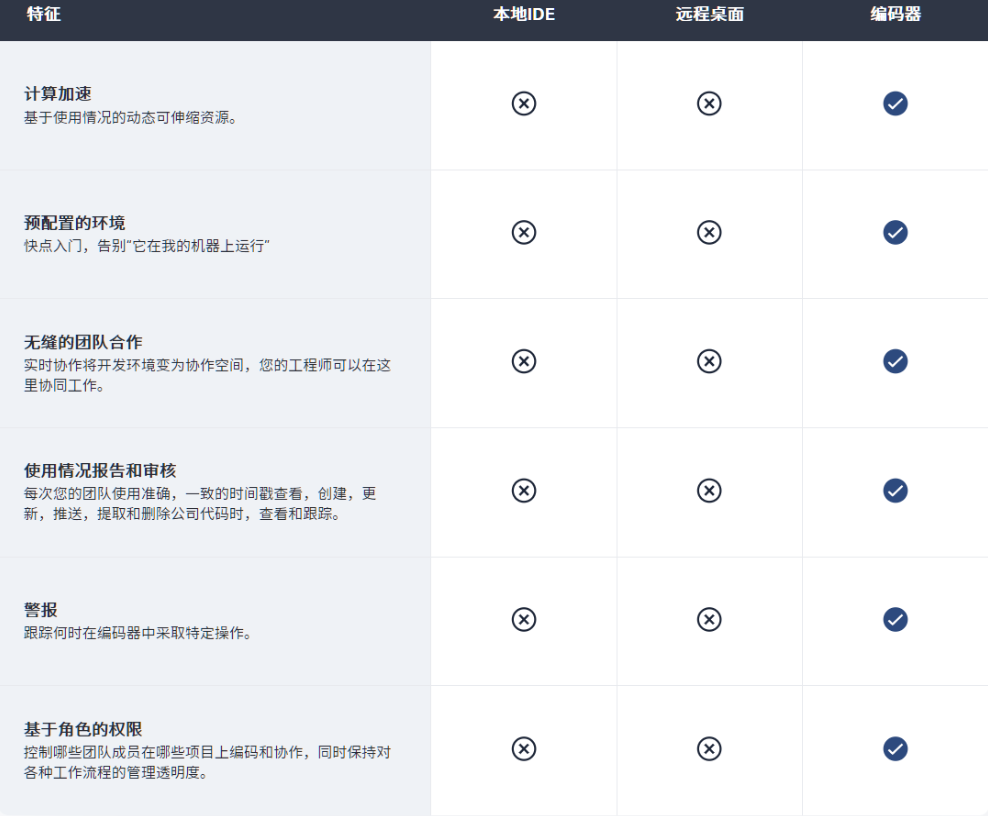 特征 本地IDE 远程桌面 编码器
计算加速
基于使用情况的动态可伸缩资源。
预配置的环境
快点入门，告别“它在我的机器上运行”
无缝的团队合作
实时协作将开发环境变为协作空间，您的工程师可以在这
里协同工作。
使用情况报告和审核
每次您的团队使用准确，一致的时间戳查看，创建，更
新，推送，提取和删除公司代码时，查看和跟踪。
警报
跟踪何时在编码器中采取特定操作。
基于角色的权限
控制哪些团队成员在哪些项目上编码和协作，同时保持对
各种工作流程的管理透明度。